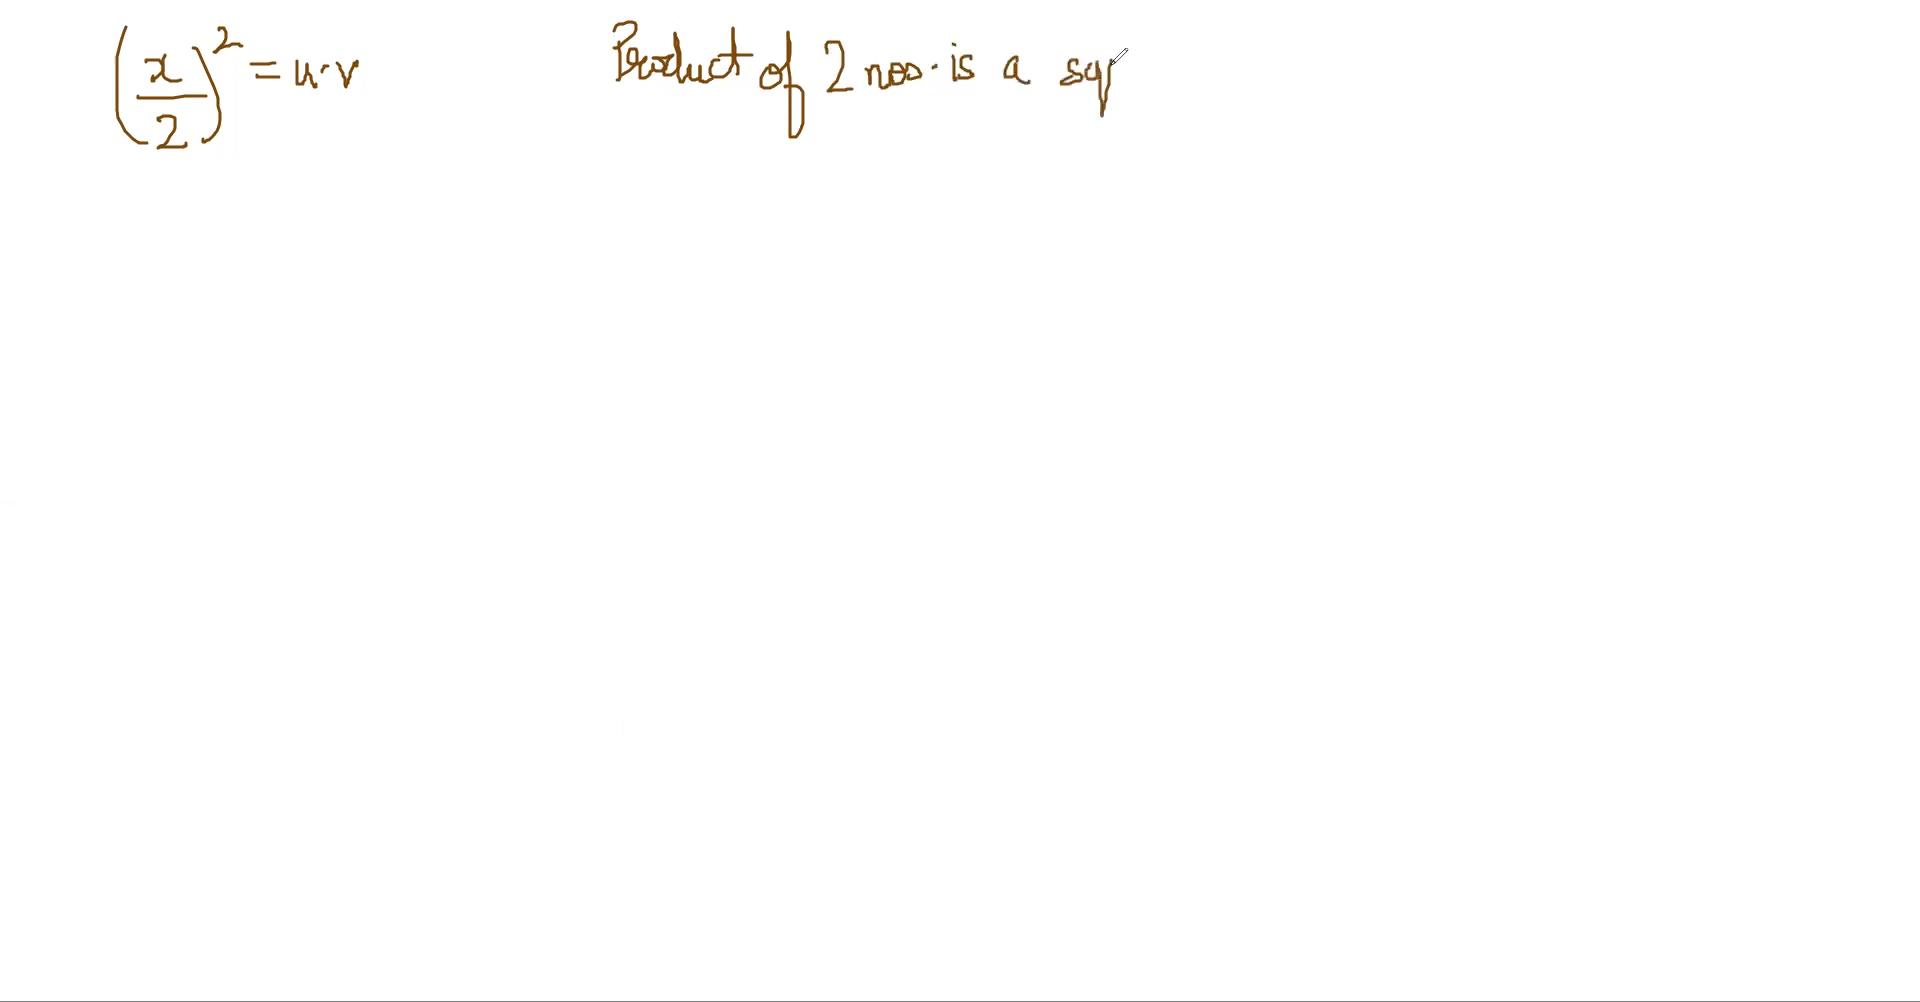 (x/2)² = u·v
Product of 2 nos. is a sq